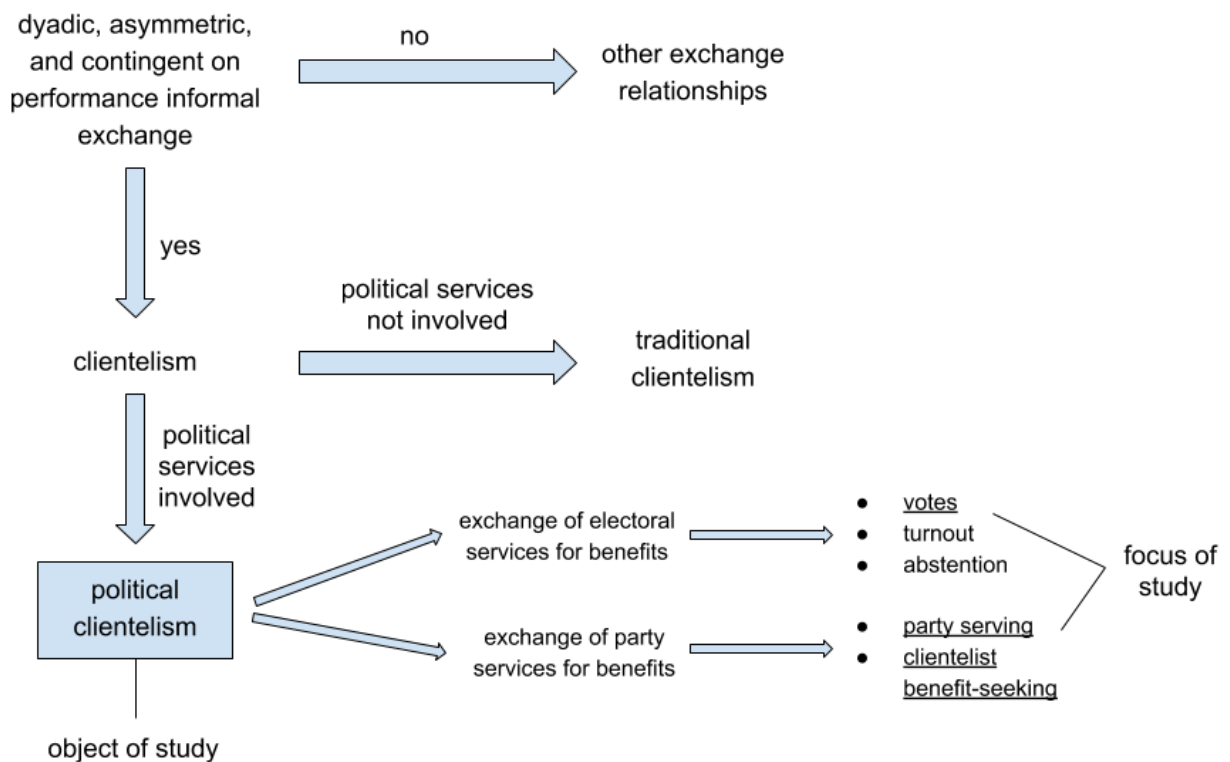 dyadic, asymmetric,
and contingent on
performance informal
exchange
no
other exchange
relationships
yes
clientelism
political services
not involved
traditional
clientelism
political
services
involved
political
clientelism
object of study
exchange of electoral
services for benefits
● votes
● turnout
● abstention
exchange of party
services for benefits
● party serving
● clientelist
benefit-seeking
focus of
study